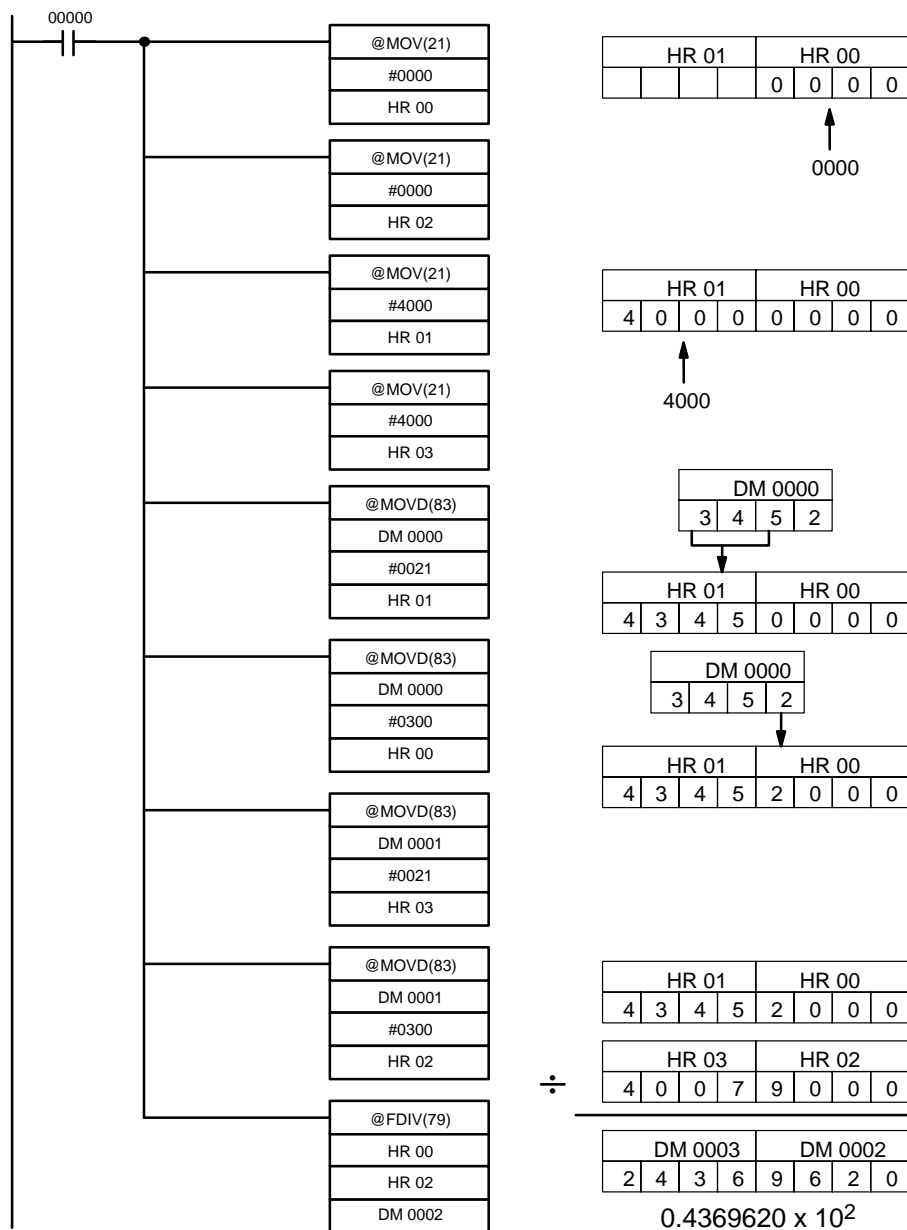 00000
@MOV(21)
#0000
HR 00
HR 01 HR 00
0 0 0 0
0000
@MOV(21)
#0000
HR 02
@MOV(21)
#4000
HR 01
HR 01 HR 00
4 0 0 0 0 0 0 0
4000
@MOV(21)
#4000
HR 03
@MOVD(83)
DM 0000
#0021
HR 01
DM 0000
3 4 5 2
HR 01 HR 00
4 3 4 5 0 0 0 0
@MOVD(83)
DM 0000
#0300
HR 00
DM 0000
3 4 5 2
HR 01 HR 00
4 3 4 5 2 0 0 0
@MOVD(83)
DM 0001
#0021
HR 03
@MOVD(83)
DM 0001
#0300
HR 02
HR 01 HR 00
4 3 4 5 2 0 0 0
÷
HR 03 HR 02
4 0 0 7 9 0 0 0
@FDIV(79)
HR 00
HR 02
DM 0002
DM 0003 DM 0002
2 4 3 6 9 6 2 0
0.4369620 x 10²